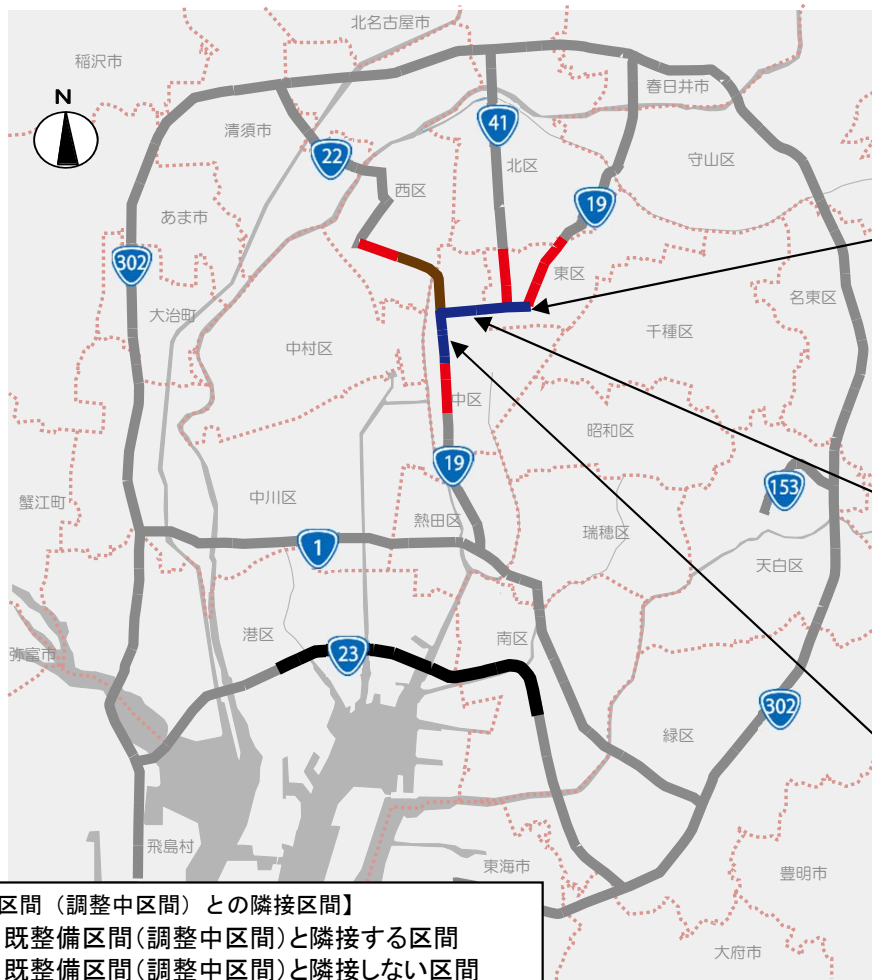 北名古屋市
稲沢市
春日井市
N
清須市
41
守山区
22
北区
西区
19
あま市
302
東区
名東区
大治町
千種区
中村区
中区
昭和区
19
153
蟹江町
中川区
熱田区
瑞穂区
1
天白区
港区
南区
23
弥富市
302
緑区
飛島村
東海市
豊明市
大府市
区間（調整中区間）との隣接区間】
既整備区間(調整中区間)と隣接する区間
既整備区間(調整中区間)と隣接しない区間